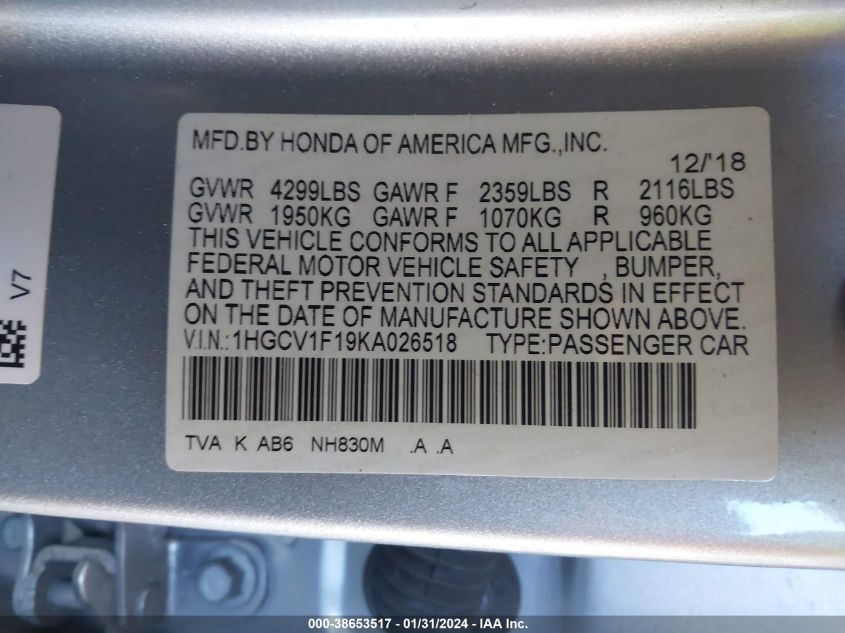 MFD.BY HONDA OF AMERICA MFG.,INC.
12/'18
GVWR 4299LBS GAWR F 2359LBS R 2116LBS
GVWR 1950KG GAWR F 1070KG R 960KG
THIS VEHICLE CONFORMS TO ALL APPLICABLE
FEDERAL MOTOR VEHICLE SAFETY , BUMPER,
AND THEFT PREVENTION STANDARDS IN EFFECT
ON THE DATE OF MANUFACTURE SHOWN ABOVE.
V.I.N.:1HGCV1F19KA026518 TYPE:PASSENGER CAR
TVA K AB6 NH830M .A .A
V7
000-38653517 - 01/31/2024 - IAA, Inc.